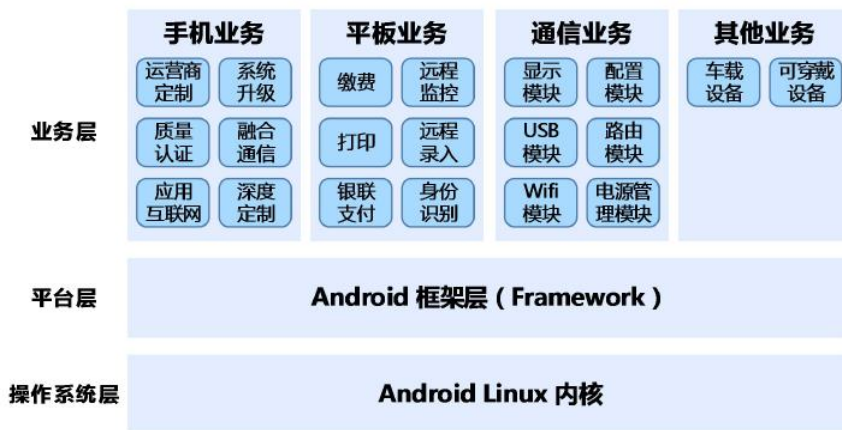 手机业务
平板业务
通信业务
其他业务
业务层
运营商
定制
系统
升级
质量
认证
融合
通信
应用
互联网
深度
定制
缴费
远程
监控
打印
远程
录入
银联
支付
身份
识别
显示
模块
配置
模块
USB
模块
路由
模块
Wifi
模块
电源管
理模块
车载
设备
可穿戴
设备
平台层
Android 框架层（Framework）
操作系统层
Android Linux 内核